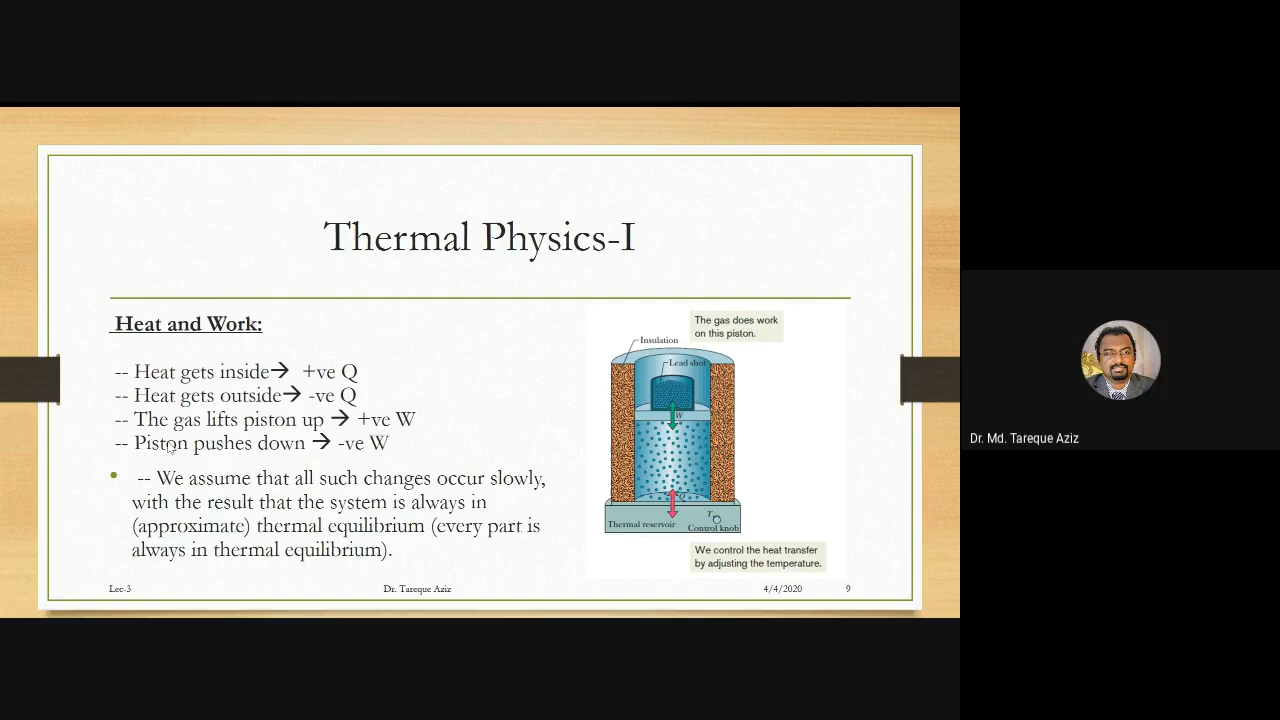 Thermal Physics-I
Heat and Work:
-- Heat gets inside→ +ve Q
-- Heat gets outside→ -ve Q
-- The gas lifts piston up → +ve W
-- Piston pushes down → -ve W
• -- We assume that all such changes occur slowly,
with the result that the system is always in
(approximate) thermal equilibrium (every part is
always in thermal equilibrium).
The gas does work
on this piston.
Insulation
Lead shot
W
Q
T
Thermal reservoir
Control knob
We control the heat transfer
by adjusting the temperature.
Lec-3
Dr. Tareque Aziz
4/4/2020
9
Dr. Md. Tareque Aziz